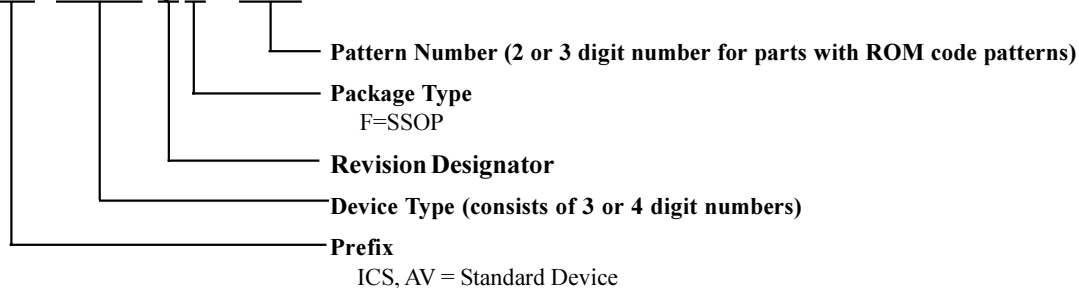 Pattern Number (2 or 3 digit number for parts with ROM code patterns)
Package Type
F=SSOP
Revision Designator
Device Type (consists of 3 or 4 digit numbers)
Prefix
ICS, AV = Standard Device